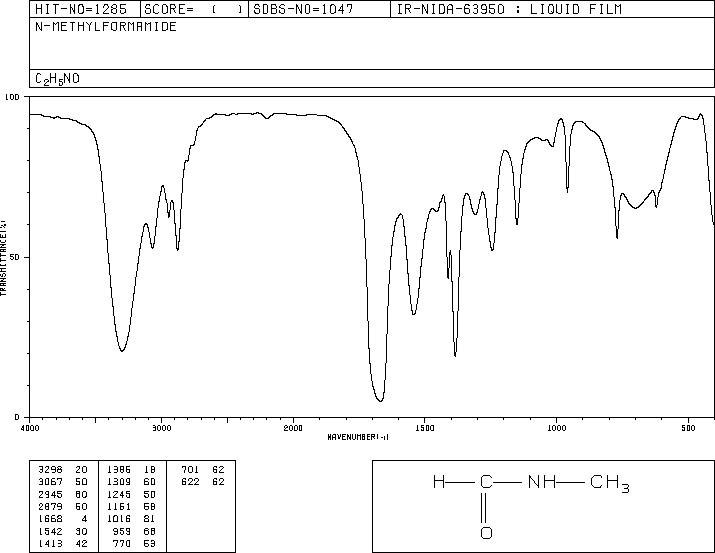 HIT-NO=1285 SCORE= ( ) SDBS-NO=1047 IR-NIDA-63950 : LIQUID FILM
N-METHYLFORMAMIDE
C2H5NO
100
50
0
TRANSMITTANCE(%)
4000 3000 2000 1500 1000 500
WAVENUMBER(-1)
3298 20 1386 18 701 62
3067 50 1309 60 622 62
2945 60 1245 50
2879 50 1151 58
1668 4 1016 81
1542 30 959 68
1413 42 770 53
H C NH CH3
O